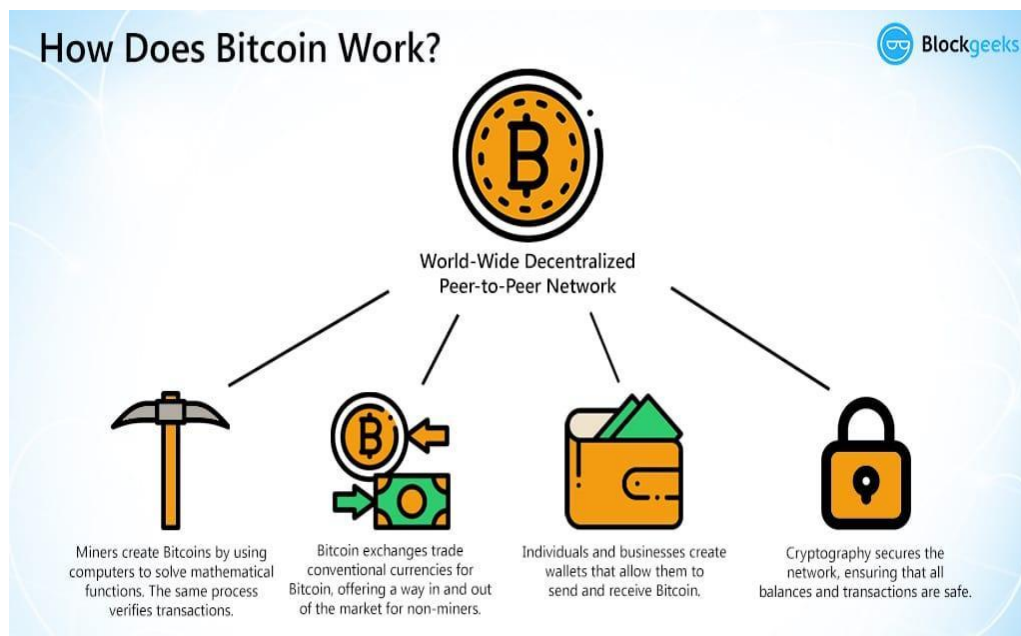 How Does Bitcoin Work?
Blockgeeks
World-Wide Decentralized
Peer-to-Peer Network
Miners create Bitcoins by using
computers to solve mathematical
functions. The same process
verifies transactions.
Bitcoin exchanges trade
conventional currencies for
Bitcoin, offering a way in and out
of the market for non-miners.
Individuals and businesses create
wallets that allow them to
send and receive Bitcoin.
Cryptography secures the
network, ensuring that all
balances and transactions are safe.